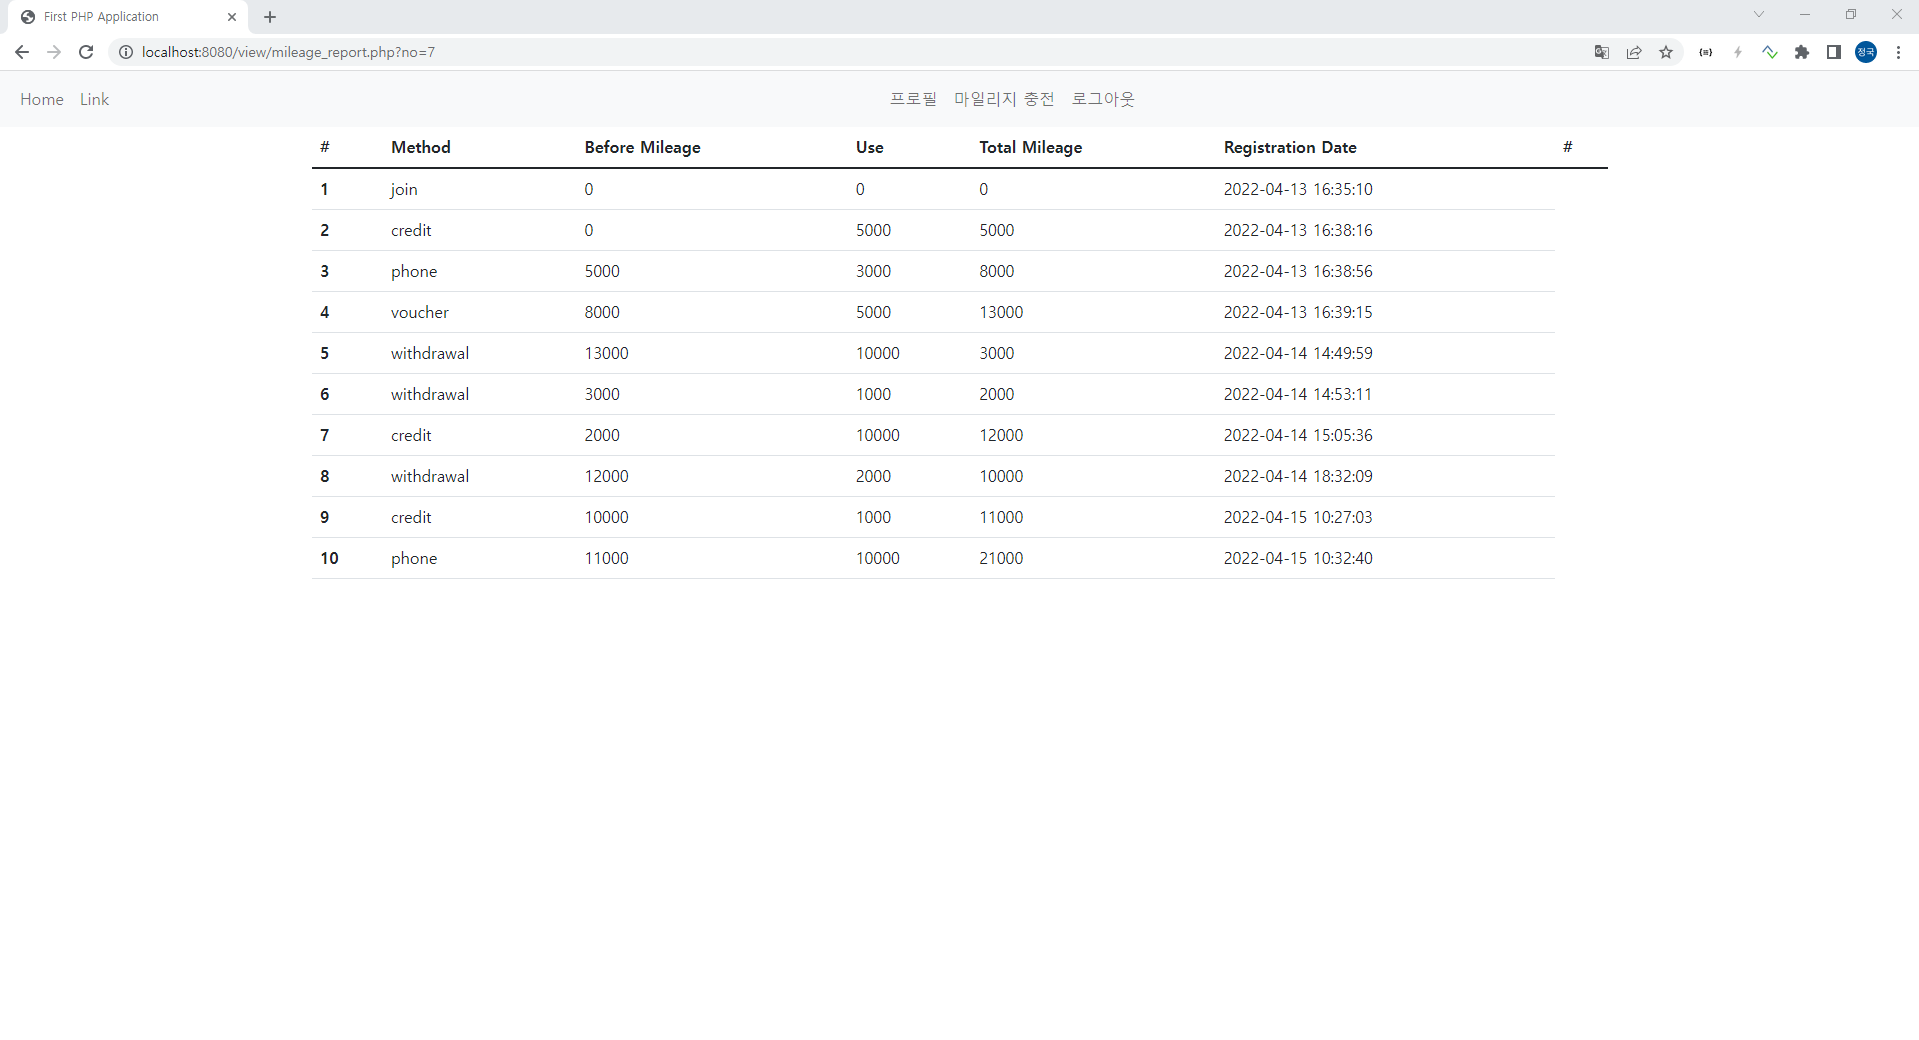 First PHP Application
localhost:8080/view/mileage_report.php?no=7
정국
Home Link 프로필 마일리지 충전 로그아웃
# Method Before Mileage Use Total Mileage Registration Date #
1 join 0 0 0 2022-04-13 16:35:10
2 credit 0 5000 5000 2022-04-13 16:38:16
3 phone 5000 3000 8000 2022-04-13 16:38:56
4 voucher 8000 5000 13000 2022-04-13 16:39:15
5 withdrawal 13000 10000 3000 2022-04-14 14:49:59
6 withdrawal 3000 1000 2000 2022-04-14 14:53:11
7 credit 2000 10000 12000 2022-04-14 15:05:36
8 withdrawal 12000 2000 10000 2022-04-14 18:32:09
9 credit 10000 1000 11000 2022-04-15 10:27:03
10 phone 11000 10000 21000 2022-04-15 10:32:40